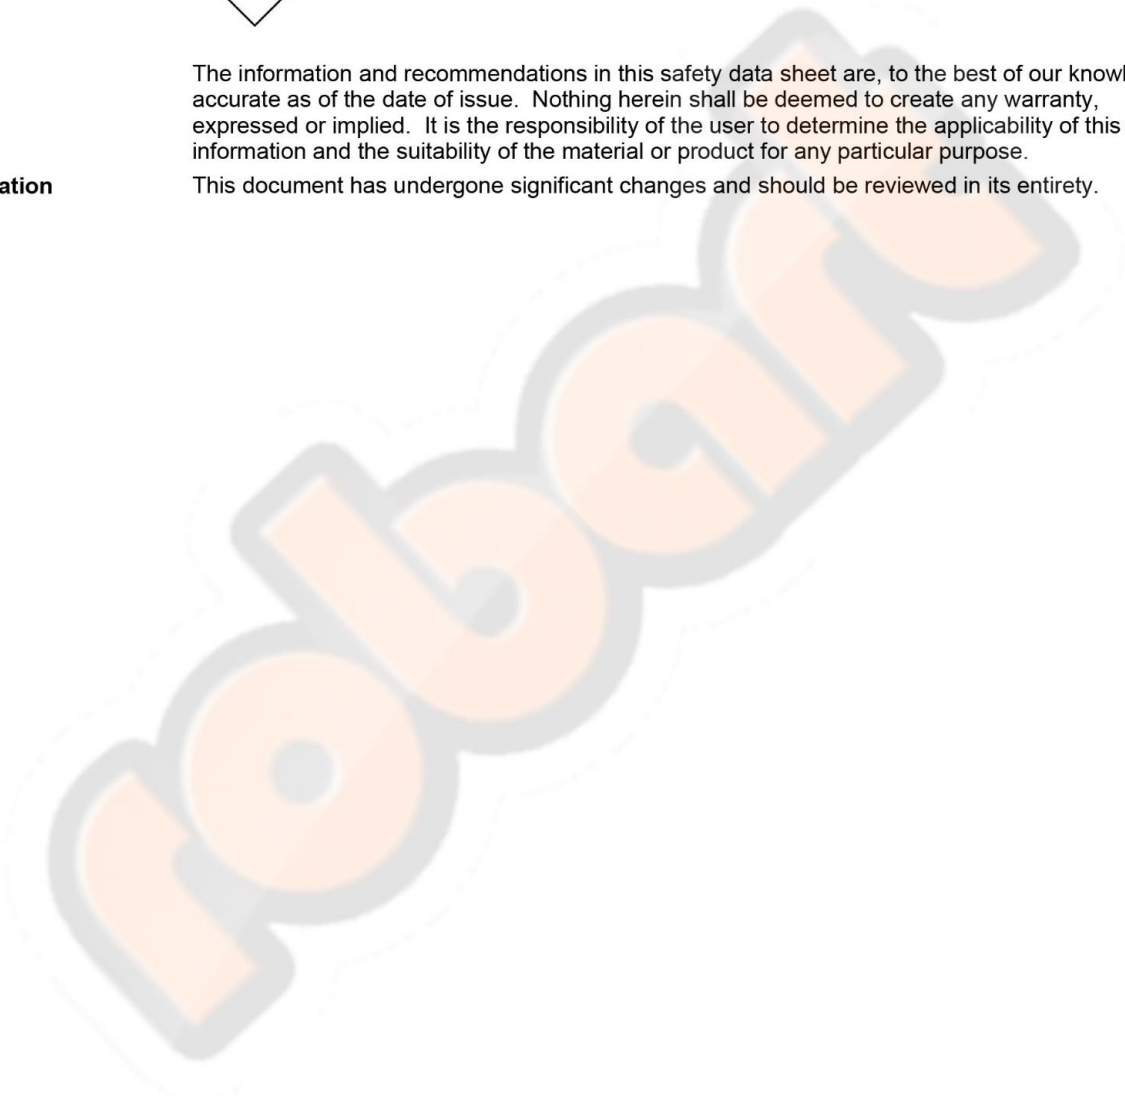 The information and recommendations in this safety data sheet are, to the best of our knowl
accurate as of the date of issue.  Nothing herein shall be deemed to create any warranty,
expressed or implied.  It is the responsibility of the user to determine the applicability of this
information and the suitability of the material or product for any particular purpose.
ation This document has undergone significant changes and should be reviewed in its entirety.
robart